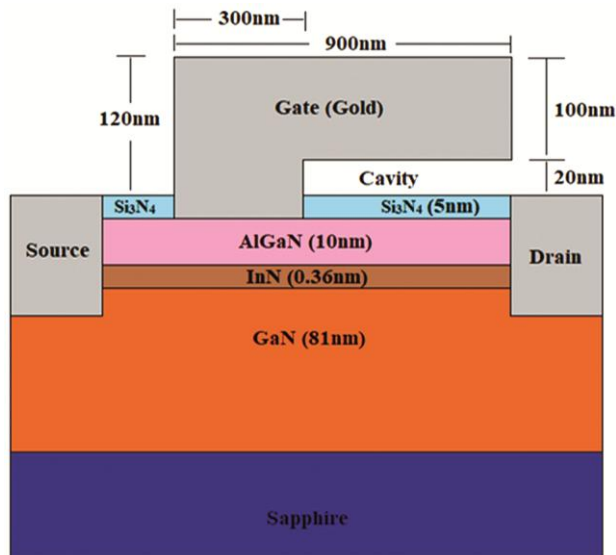 300nm
900nm
120nm
Gate (Gold)
100nm
Cavity
20nm
Si₃N₄
Si₃N₄ (5nm)
Source
AlGaN (10nm)
Drain
InN (0.36nm)
GaN (81nm)
Sapphire